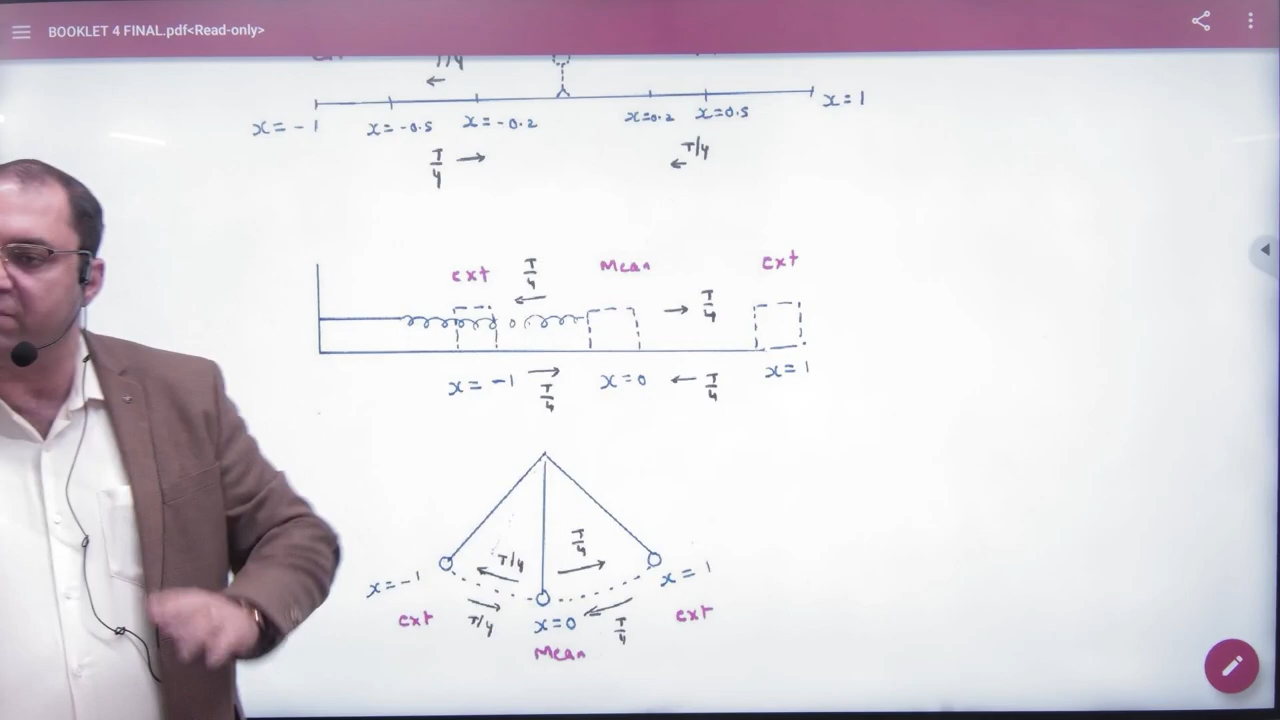 BOOKLET 4 FINAL.pdf<Read-only>
T/4
←
x = -1 x = -0.5 x = -0.2 x=0.2 x=0.5 x=1
T/4 → ← T/4
ext T/4 ← Mean ext
→ T/4
x = -1 → T/4 x=0 ← T/4 x=1
T/4 T/4
x=-1 x=1
ext T/4 x=0 T/4 ext
Mean